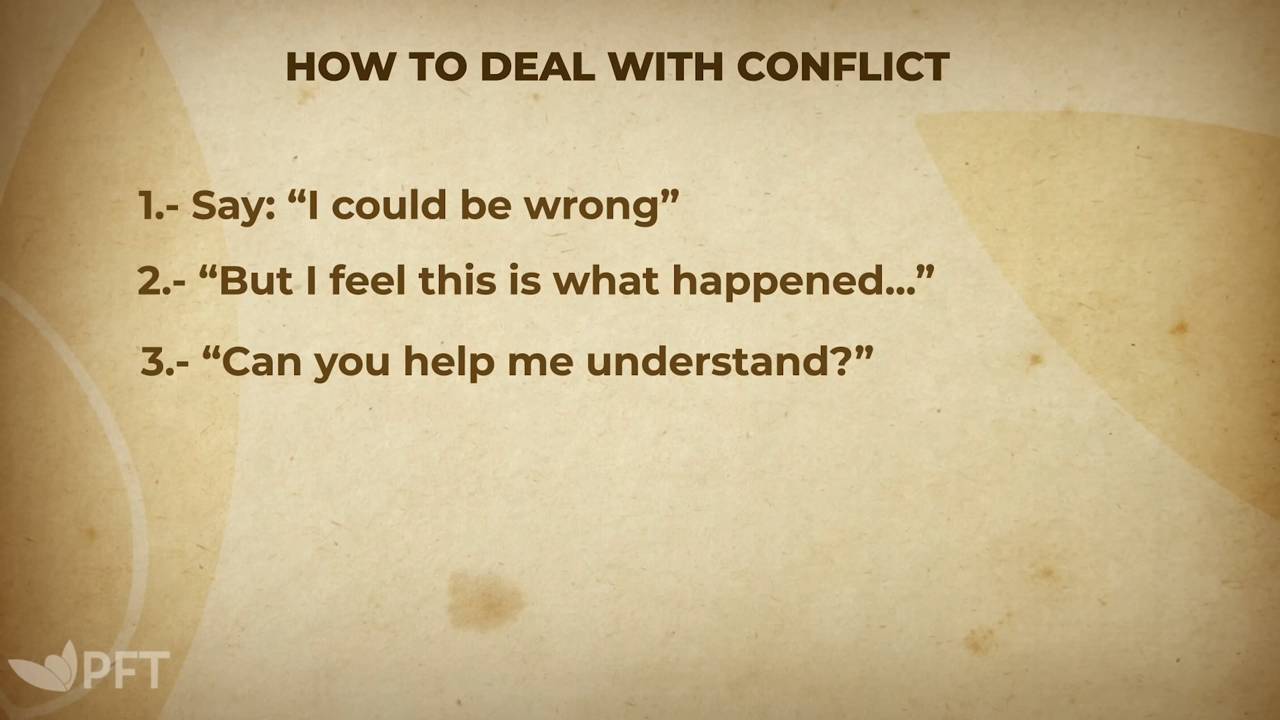 HOW TO DEAL WITH CONFLICT
1.- Say: “I could be wrong”
2.- “But I feel this is what happened...”
3.- “Can you help me understand?”
PFT